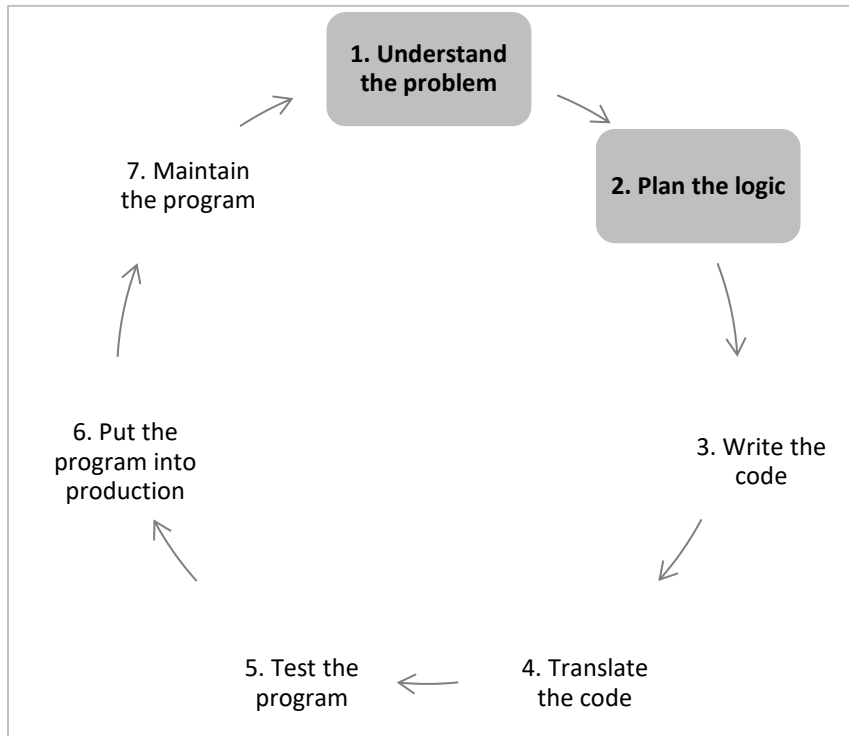 1. Understand
the problem
2. Plan the logic
3. Write the
code
4. Translate
the code
5. Test the
program
6. Put the
program into
production
7. Maintain
the program